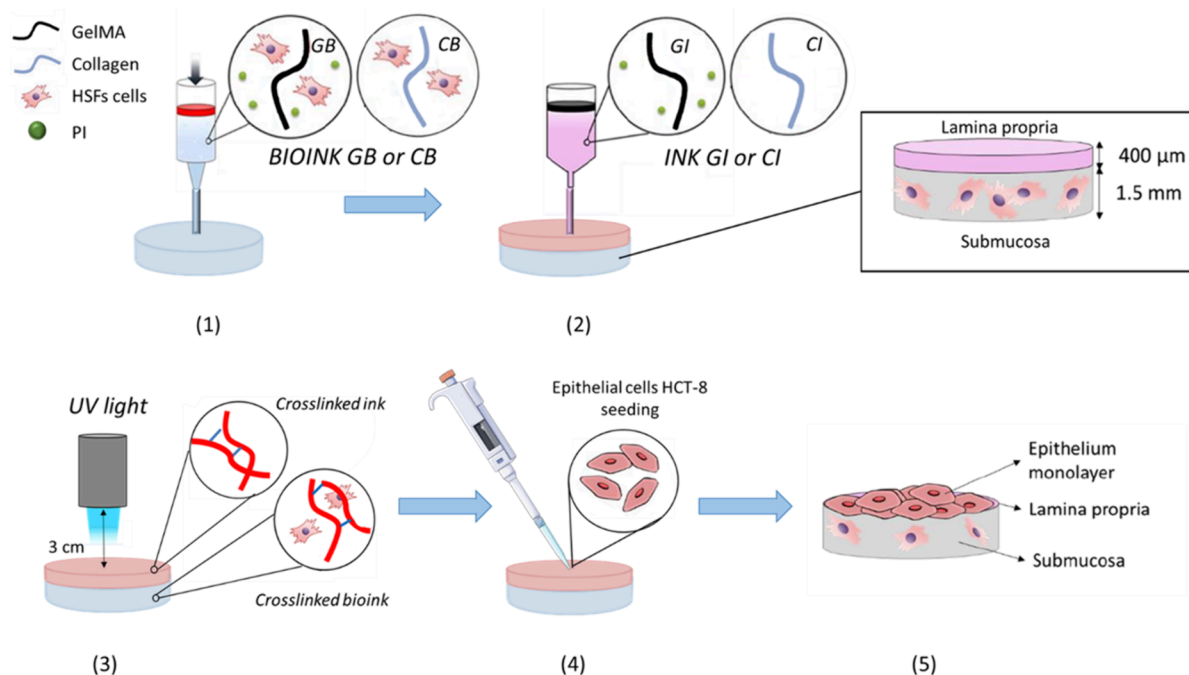 GelMA
Collagen
HSFs cells
PI
GB
CB
BIOINK GB or CB
GI
CI
INK GI or CI
Lamina propria
400 µm
1.5 mm
Submucosa
(1)
(2)
UV light
Crosslinked ink
3 cm
Crosslinked bioink
Epithelial cells HCT-8
seeding
Epithelium
monolayer
Lamina propria
Submucosa
(3)
(4)
(5)